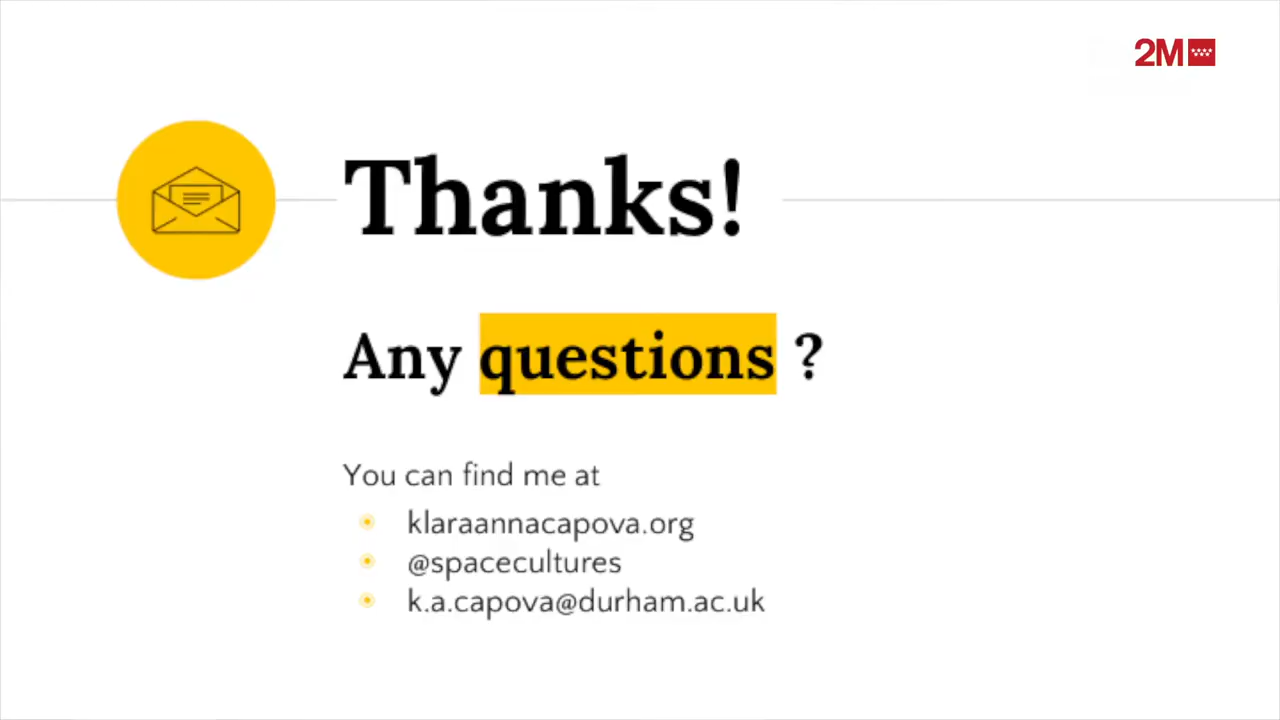 2M
Thanks!
Any questions ?
You can find me at
klaraannacapova.org
@spacecultures
k.a.capova@durham.ac.uk